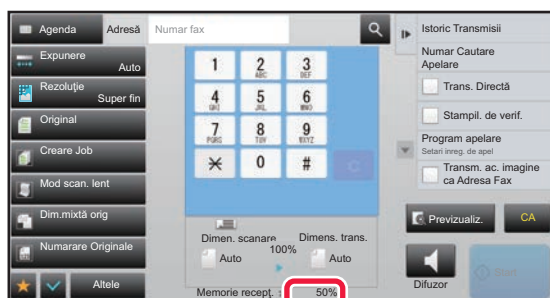 Agenda
Adresă
Numar fax
Expunere
Auto
Rezoluţie
Super fin
Original
Creare Job
Mod scan. lent
Dim.mixtă orig
Numarare Originale
Altele
1
2
ABC
3
DEF
4
GHI
5
JKL
6
MNO
7
PQRS
8
TUV
9
WXYZ
0
#
C
Dimen. scanare
Dimens. trans.
100%
Auto
Auto
Memorie recepţ.
50%
Istoric Transmisii
Numar Cautare
Apelare
Trans. Directă
Stampil. de verif.
Program apelare
Setari inreg. de apel
Transm. ac. imagine
ca Adresa Fax
Previzualiz.
CA
Difuzor
Start